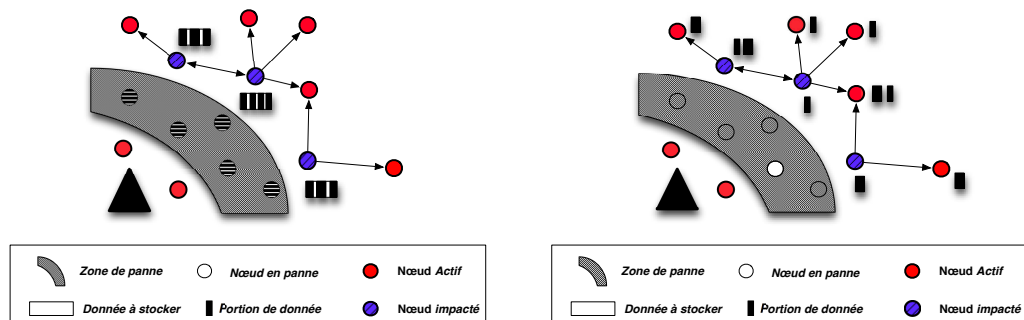 Zone de panne Nœud en panne Nœud Actif
Donnée à stocker Portion de donnée Nœud impacté
Zone de panne Nœud en panne Nœud Actif
Donnée à stocker Portion de donnée Nœud impacté